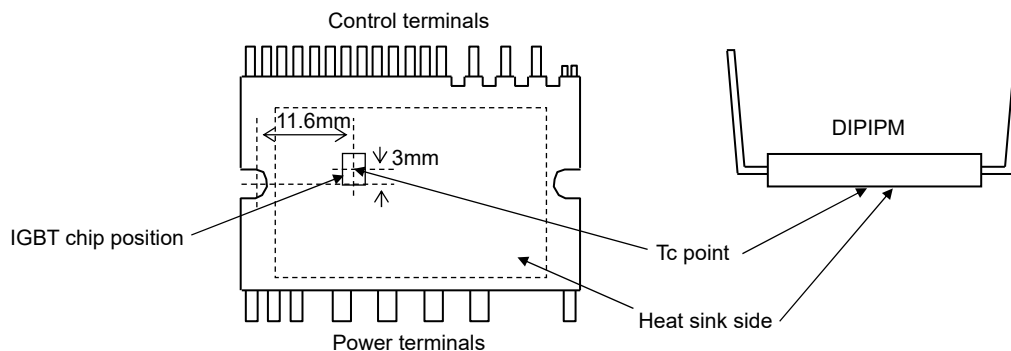 Control terminals
11.6mm
DIPIPM
3mm
IGBT chip position
Tc point
Heat sink side
Power terminals